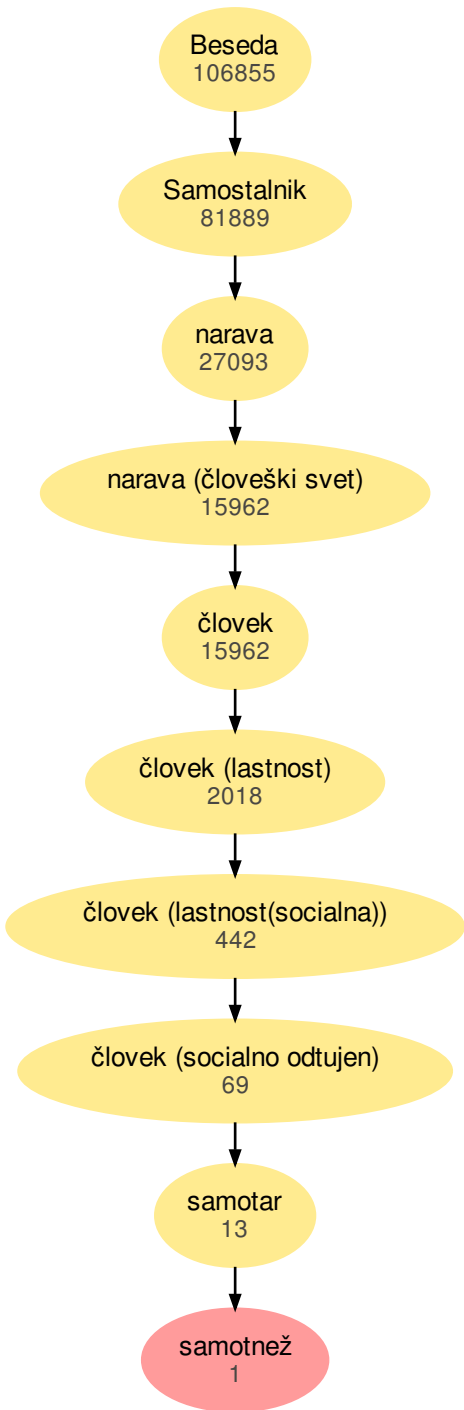 Beseda
106855
Samostalnik
81889
narava
27093
narava (človeški svet)
15962
človek
15962
človek (lastnost)
2018
človek (lastnost(socialna))
442
človek (socialno odtujen)
69
samotar
13
samotnež
1